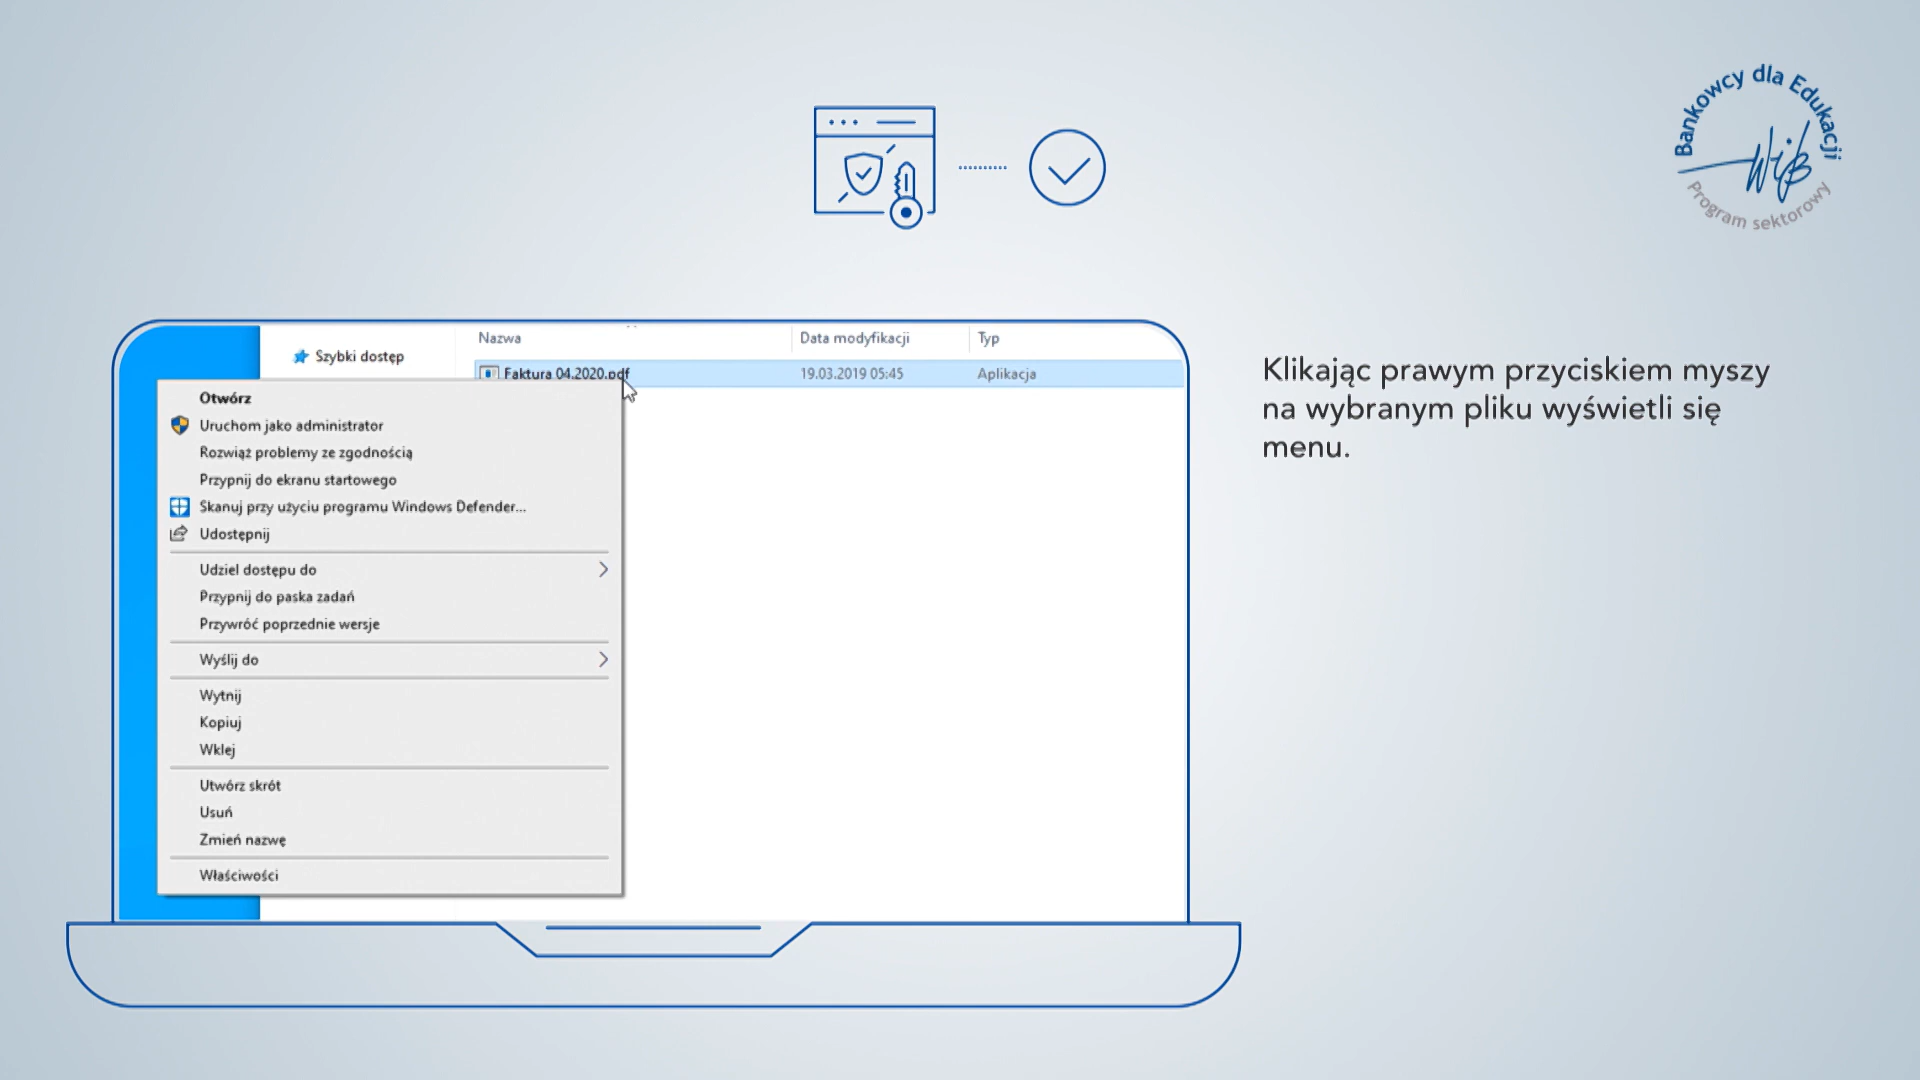 Bankowcy dla Edukacji
WiB
Program sektorowy
Nazwa
Data modyfikacji
Typ
Szybki dostęp
Faktura 04.2020.pdf
19.03.2019 05:45
Aplikacja
Klikając prawym przyciskiem myszy
na wybranym pliku wyświetli się
menu.
Otwórz
Uruchom jako administrator
Rozwiąż problemy ze zgodnością
Przypnij do ekranu startowego
Skanuj przy użyciu programu Windows Defender...
Udostępnij
Udziel dostępu do
Przypnij do paska zadań
Przywróć poprzednie wersje
Wyślij do
Wytnij
Kopiuj
Wklej
Utwórz skrót
Usuń
Zmień nazwę
Właściwości